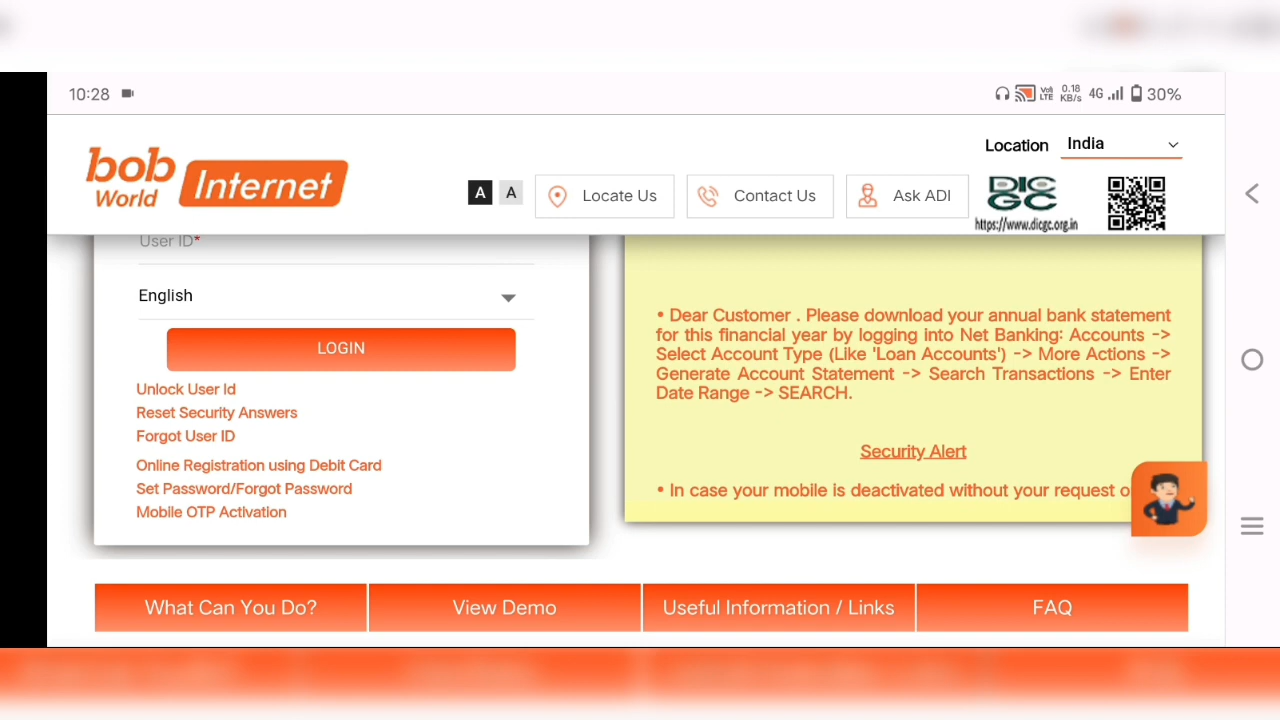 10:28
Vo)) LTE
0.18 KB/s
4G
30%
Location India
bob
World
Internet
A A
Locate Us
Contact Us
Ask ADI
DICGC
https://www.dicgc.org.in
User ID*
English
LOGIN
Unlock User Id
Reset Security Answers
Forgot User ID
Online Registration using Debit Card
Set Password/Forgot Password
Mobile OTP Activation
• Dear Customer . Please download your annual bank statement
for this financial year by logging into Net Banking: Accounts ->
Select Account Type (Like 'Loan Accounts') -> More Actions ->
Generate Account Statement -> Search Transactions -> Enter
Date Range -> SEARCH.
Security Alert
• In case your mobile is deactivated without your request
What Can You Do?
View Demo
Useful Information / Links
FAQ